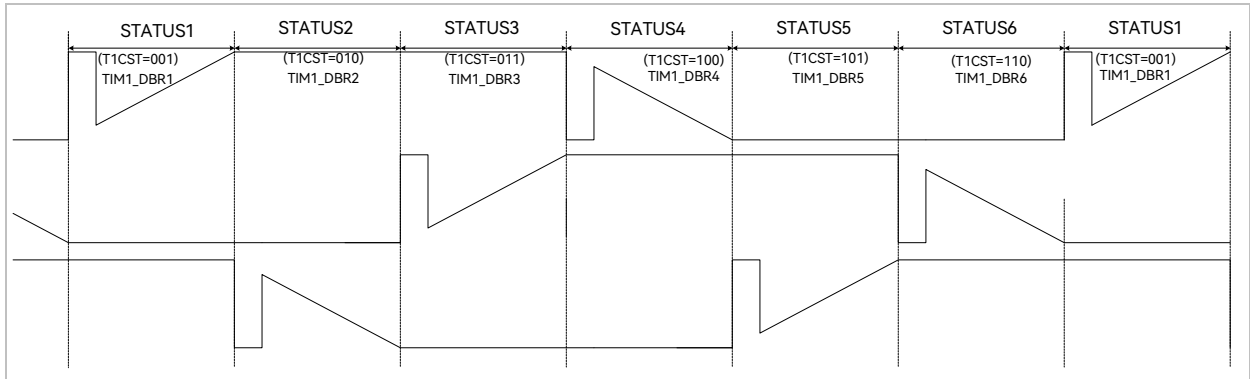 STATUS1 STATUS2 STATUS3 STATUS4 STATUS5 STATUS6 STATUS1
(T1CST=001) (T1CST=010) (T1CST=011) (T1CST=100) (T1CST=101) (T1CST=110) (T1CST=001)
TIM1_DBR1 TIM1_DBR2 TIM1_DBR3 TIM1_DBR4 TIM1_DBR5 TIM1_DBR6 TIM1_DBR1